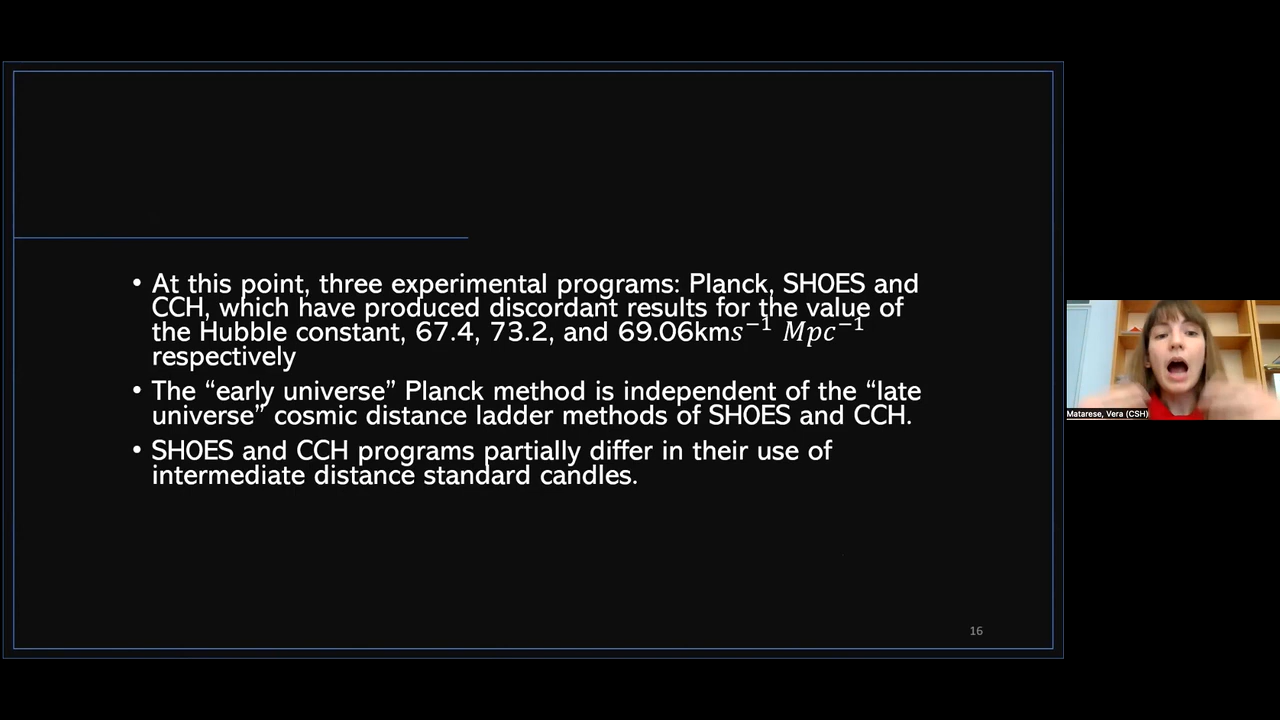 • At this point, three experimental programs: Planck, SHOES and
CCH, which have produced discordant results for the value of
the Hubble constant, 67.4, 73.2, and 69.06km𝑠⁻¹ 𝑀𝑝𝑐⁻¹
respectively
• The “early universe” Planck method is independent of the “late
universe” cosmic distance ladder methods of SHOES and CCH.
• SHOES and CCH programs partially differ in their use of
intermediate distance standard candles.
16
Matarese, Vera (CSH)